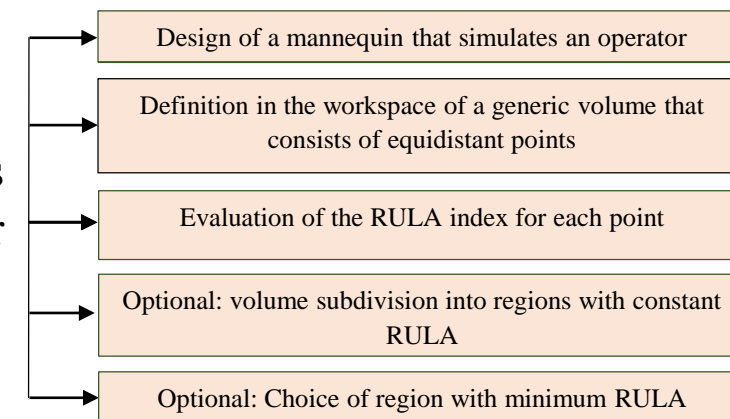 Design of a mannequin that simulates an operator
Definition in the workspace of a generic volume that
consists of equidistant points
Evaluation of the RULA index for each point
Optional: volume subdivision into regions with constant
RULA
Optional: Choice of region with minimum RULA